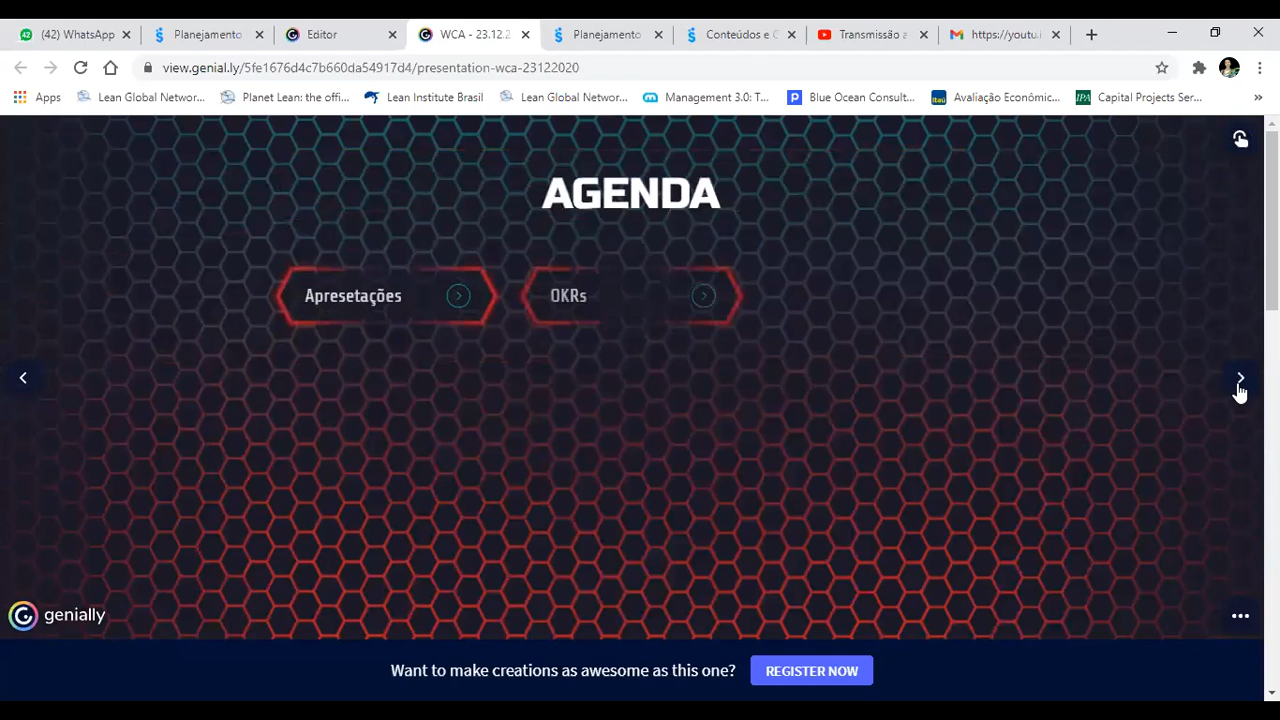 (42) WhatsApp
Planejamento
Editor
WCA - 23.12.2
Planejamento
Conteúdos e C
Transmissão a
https://youtu.i
view.genial.ly/5fe1676d4c7b660da54917d4/presentation-wca-23122020
Apps
Lean Global Networ...
Planet Lean: the offi...
Lean Institute Brasil
Lean Global Networ...
Management 3.0: T...
Blue Ocean Consult...
Itaú
Avaliação Econômic...
IPA
Capital Projects Ser...
»
AGENDA
Apresetações
OKRs
genially
Want to make creations as awesome as this one?
REGISTER NOW